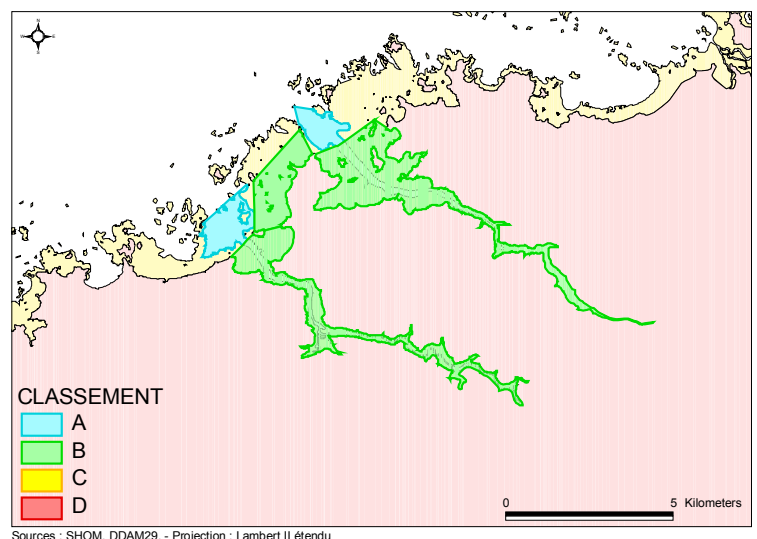 CLASSEMENT
A
B
C
D
0 5 Kilometers
Sources : SHOM, DDAM29 - Projection : Lambert II étendu